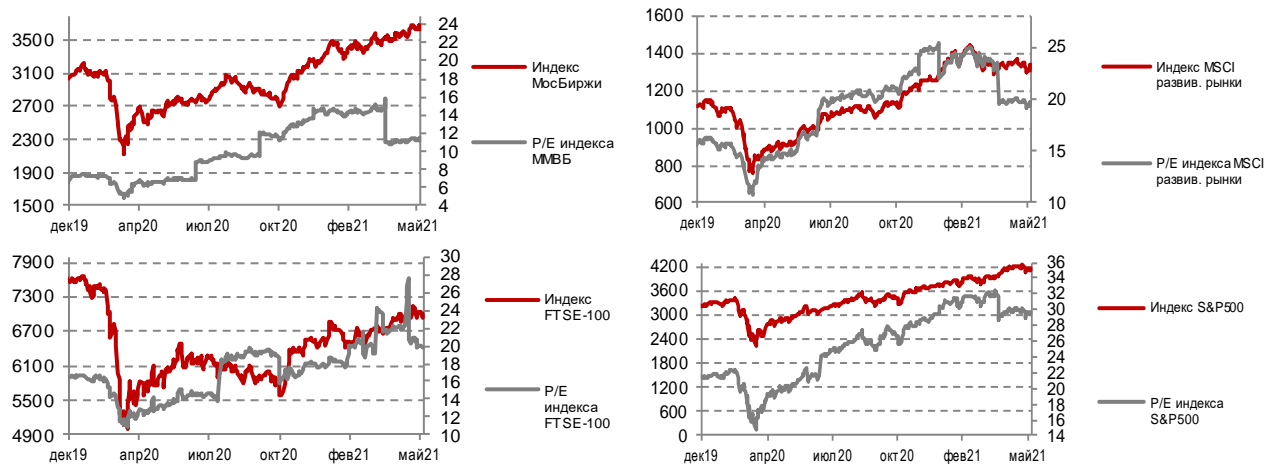 3500
3100
2700
2300
1900
1500
24
22
20
18
16
14
12
10
8
6
4
дек19
апр20
июл20
окт20
фев21
май21
Индекс
МосБиржи
P/E индекса
ММВБ
1600
1400
1200
1000
800
600
25
20
15
10
дек19
апр20
июл20
окт20
фев21
май21
Индекс MSCI
развив. рынки
P/E индекса MSCI
развив. рынки
7900
7300
6700
6100
5500
4900
30
28
26
24
22
20
18
16
14
12
10
дек19
апр20
июл20
окт20
фев21
май21
Индекс
FTSE-100
P/E
индекса
FTSE-100
4200
3600
3000
2400
1800
1200
600
0
36
34
32
30
28
26
24
22
20
18
16
14
дек19
апр20
июл20
окт20
фев21
май21
Индекс S&P500
P/E индекса
S&P500